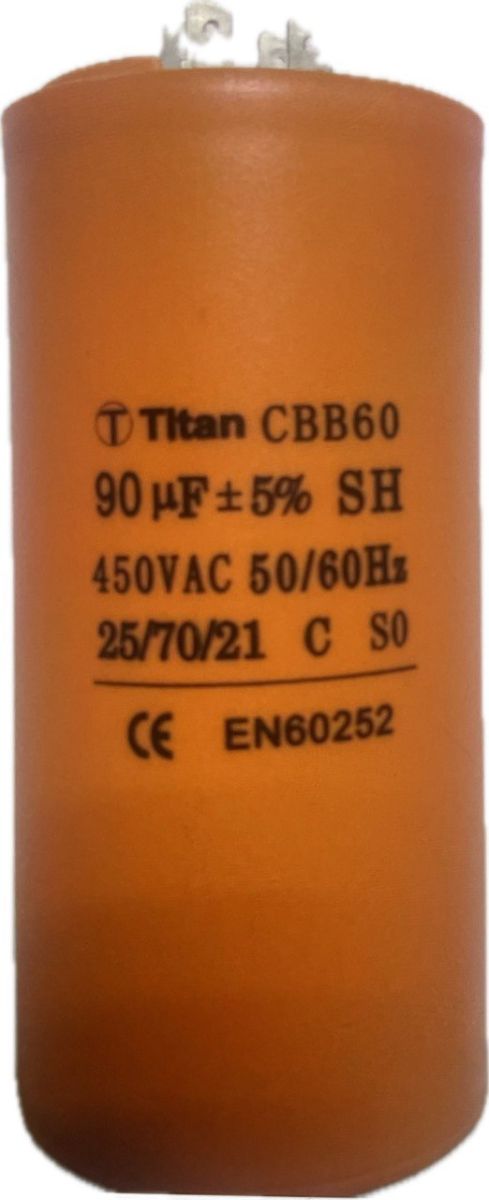 T Titan CBB60
90 µF ± 5% SH
450VAC 50/60Hz
25/70/21 C S0
CE EN60252